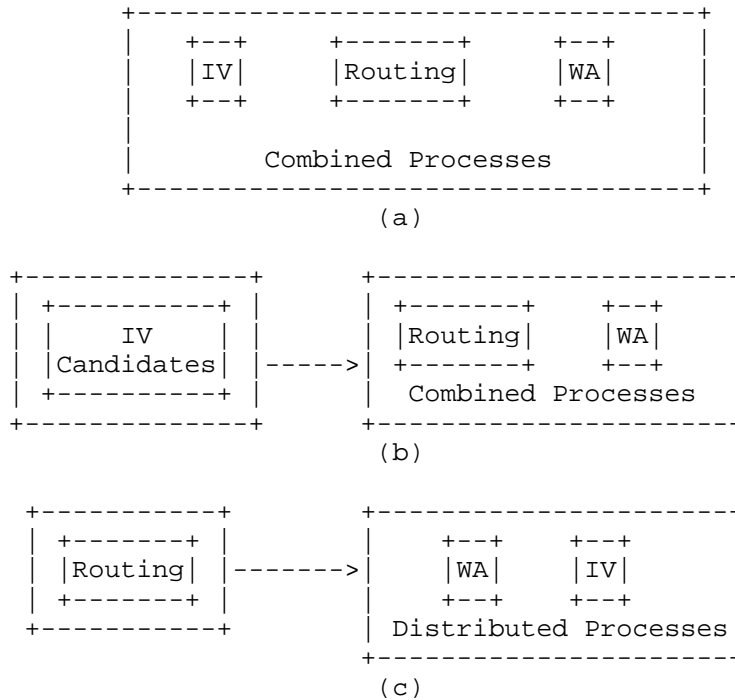 IV Routing WA
Combined Processes
(a)
IV Routing WA
Candidates
Combined Processes
(b)
Routing WA IV
Distributed Processes
(c)